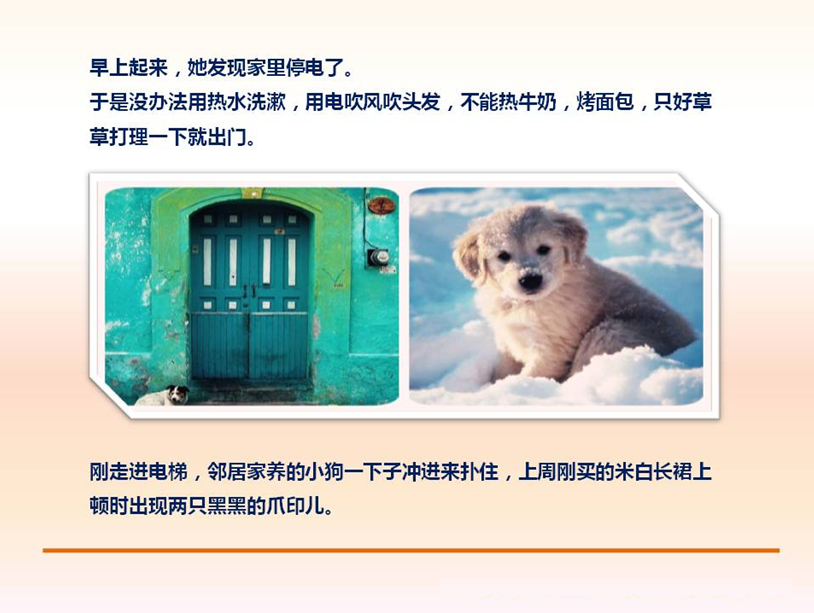 早上起来，她发现家里停电了。
于是没办法用热水洗漱，用电吹风吹头发，不能热牛奶，烤面包，只好草
草打理一下就出门。
刚走进电梯，邻居家养的小狗一下子冲进来扑住，上周刚买的米白长裙上
顿时出现两只黑黑的爪印儿。